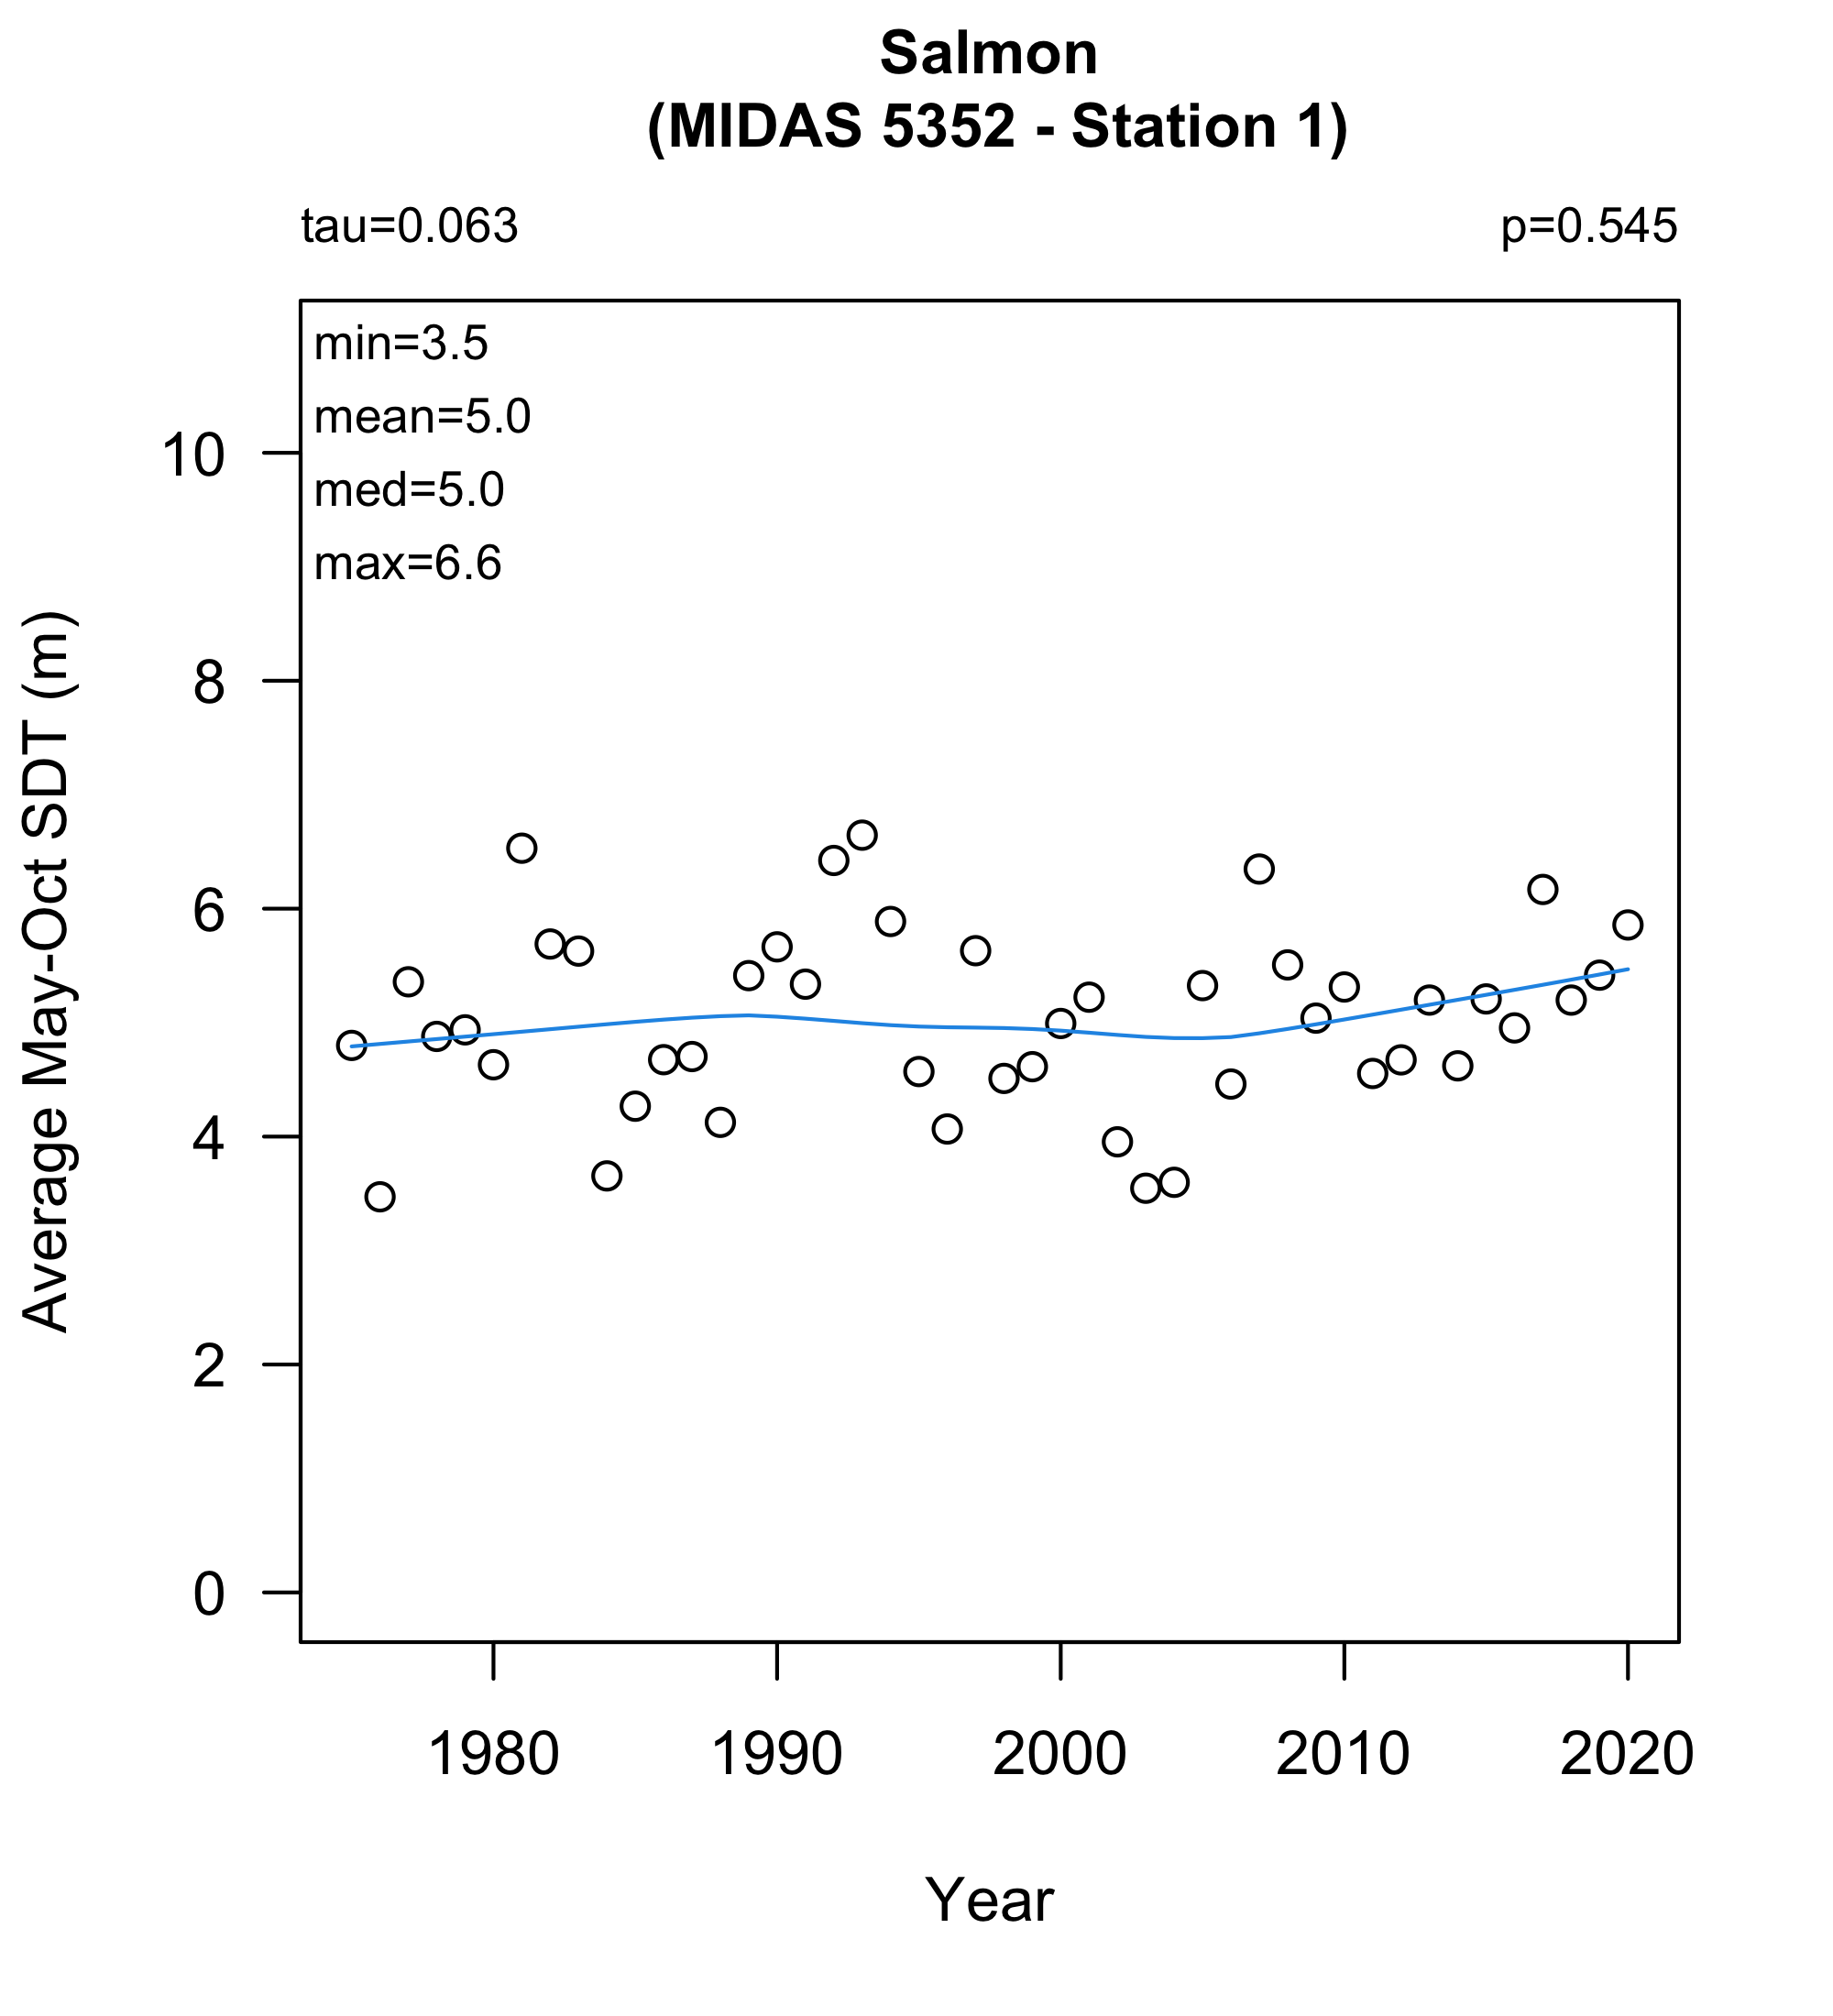 Salmon
(MIDAS 5352 - Station 1)
tau=0.063
p=0.545
min=3.5
mean=5.0
med=5.0
max=6.6
10
8
6
4
2
0
Average May-Oct SDT (m)
1980
1990
2000
2010
2020
Year